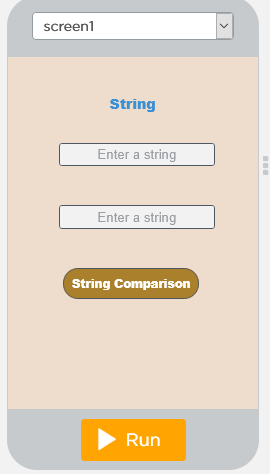 screen1
String
Enter a string
Enter a string
String Comparison
Run